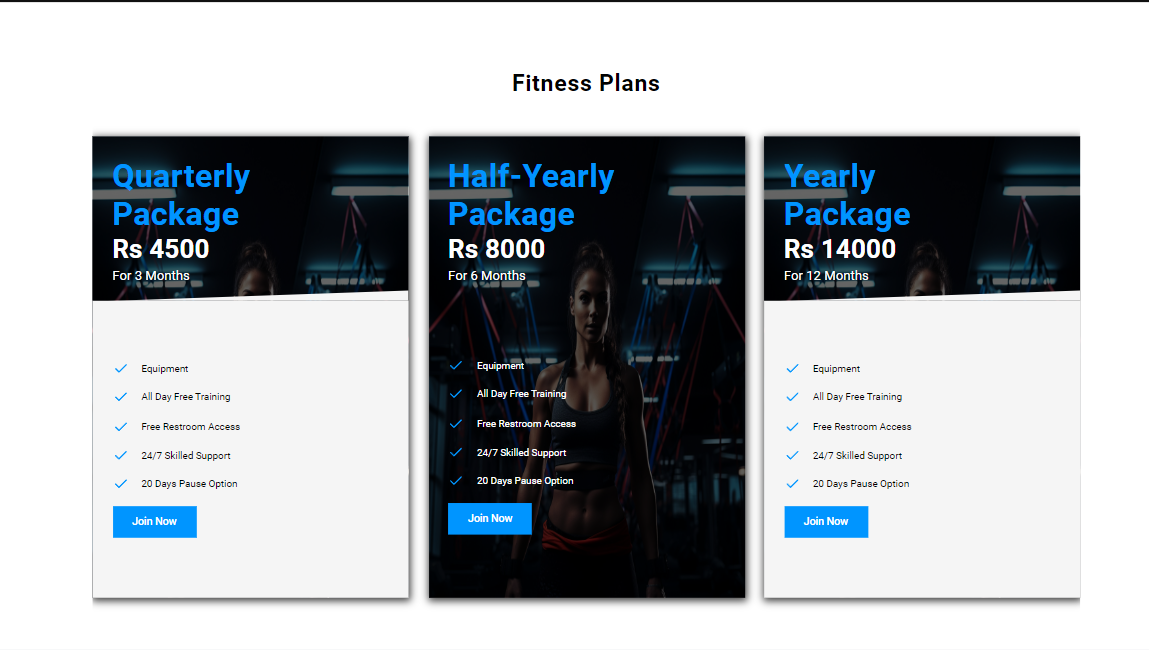 Fitness Plans
Quarterly
Package
Rs 4500
For 3 Months
Equipment
All Day Free Training
Free Restroom Access
24/7 Skilled Support
20 Days Pause Option
Join Now
Half-Yearly
Package
Rs 8000
For 6 Months
Equipment
All Day Free Training
Free Restroom Access
24/7 Skilled Support
20 Days Pause Option
Join Now
Yearly
Package
Rs 14000
For 12 Months
Equipment
All Day Free Training
Free Restroom Access
24/7 Skilled Support
20 Days Pause Option
Join Now